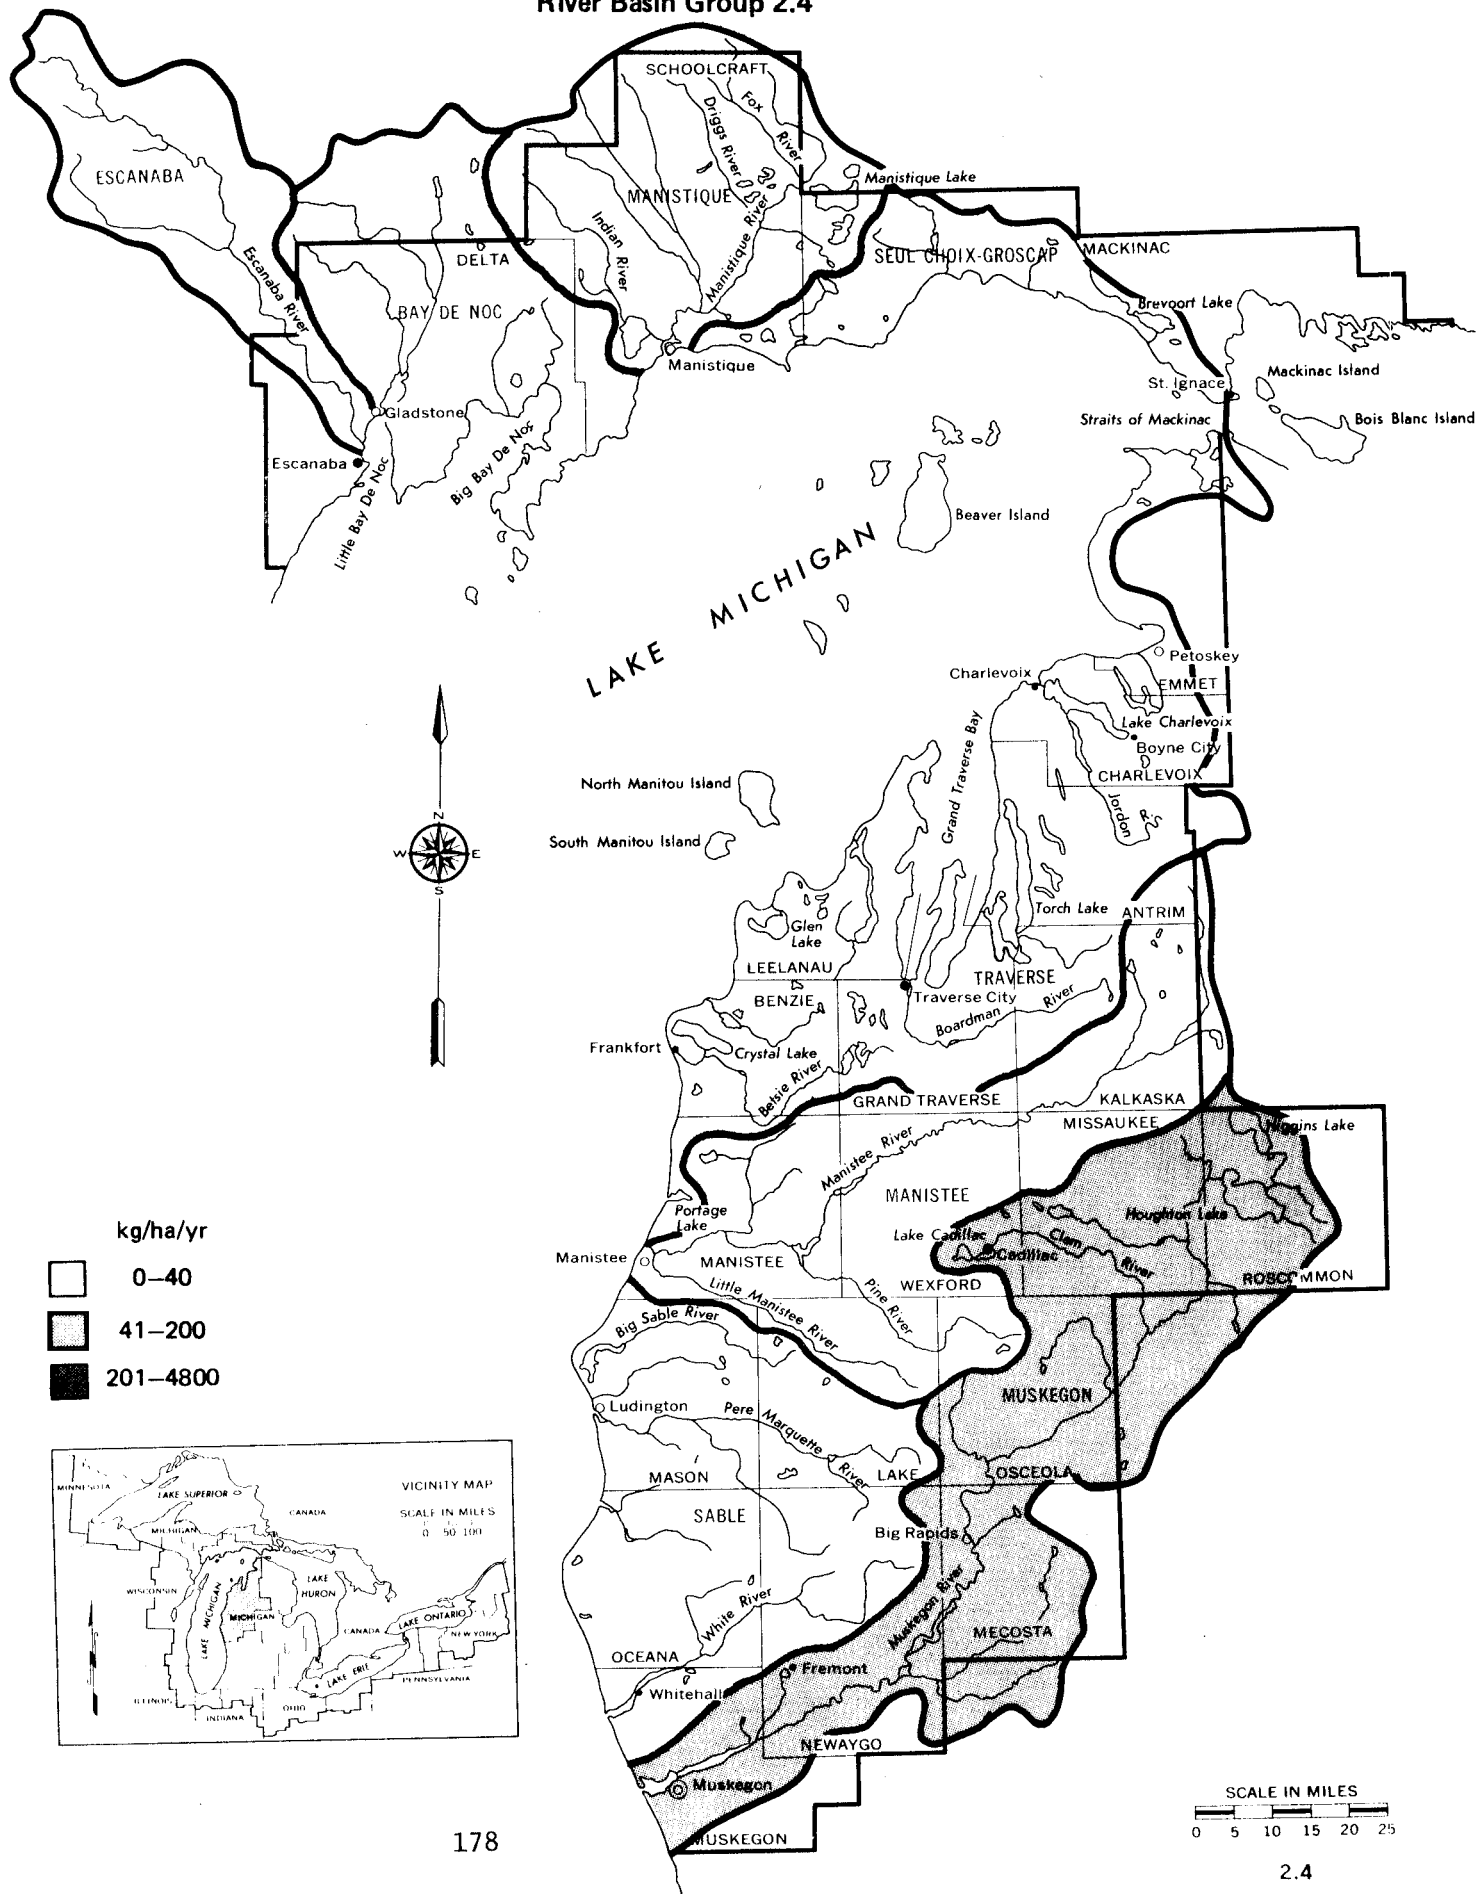 River Basin Group 2.4
SCHOOLCRAFT
Fox
River
Driggs River
ESCANABA
MANISTIQUE
Manistique Lake
Indian
River
Manistique River
Escanaba River
DELTA
SEUL CHOIX-GROSCAP
MACKINAC
BAY DE NOC
Brevoort Lake
Manistique
St. Ignace
Mackinac Island
Gladstone
Straits of Mackinac
Bois Blanc Island
Escanaba
Big Bay De Noc
Little Bay De Noc
Beaver Island
LAKE MICHIGAN
Petoskey
Charlevoix
EMMET
Lake Charlevoix
Boyne City
Grand Traverse Bay
CHARLEVOIX
North Manitou Island
Jordon
R's
South Manitou Island
N
W
E
S
Torch Lake
ANTRIM
Glen
Lake
LEELANAU
TRAVERSE
BENZIE
Traverse City
Boardman
River
Frankfort
Crystal Lake
Betsie River
GRAND TRAVERSE
KALKASKA
MISSAUKEE
Higgins Lake
Manistee River
MANISTEE
Portage
Lake
Houghton Lake
Lake Cadillac
Cadillac
Clam
River
Manistee
MANISTEE
WEXFORD
ROSCOMMON
Little Manistee River
Pine River
Big Sable River
MUSKEGON
Ludington
Pere Marquette
River
MASON
LAKE
OSCEOLA
SABLE
Big Rapids
Muskegon River
White River
MECOSTA
OCEANA
Fremont
Whitehall
NEWAYGO
Muskegon
MUSKEGON
kg/ha/yr
0–40
41–200
201–4800
VICINITY MAP
SCALE IN MILES
0 50 100
MINNESOTA
LAKE SUPERIOR
CANADA
MICHIGAN
WISCONSIN
LAKE MICHIGAN
LAKE
HURON
MICHIGAN
CANADA
LAKE ONTARIO
NEW YORK
LAKE ERIE
PENNSYLVANIA
ILLINOIS
INDIANA
OHIO
SCALE IN MILES
0 5 10 15 20 25
178
2.4